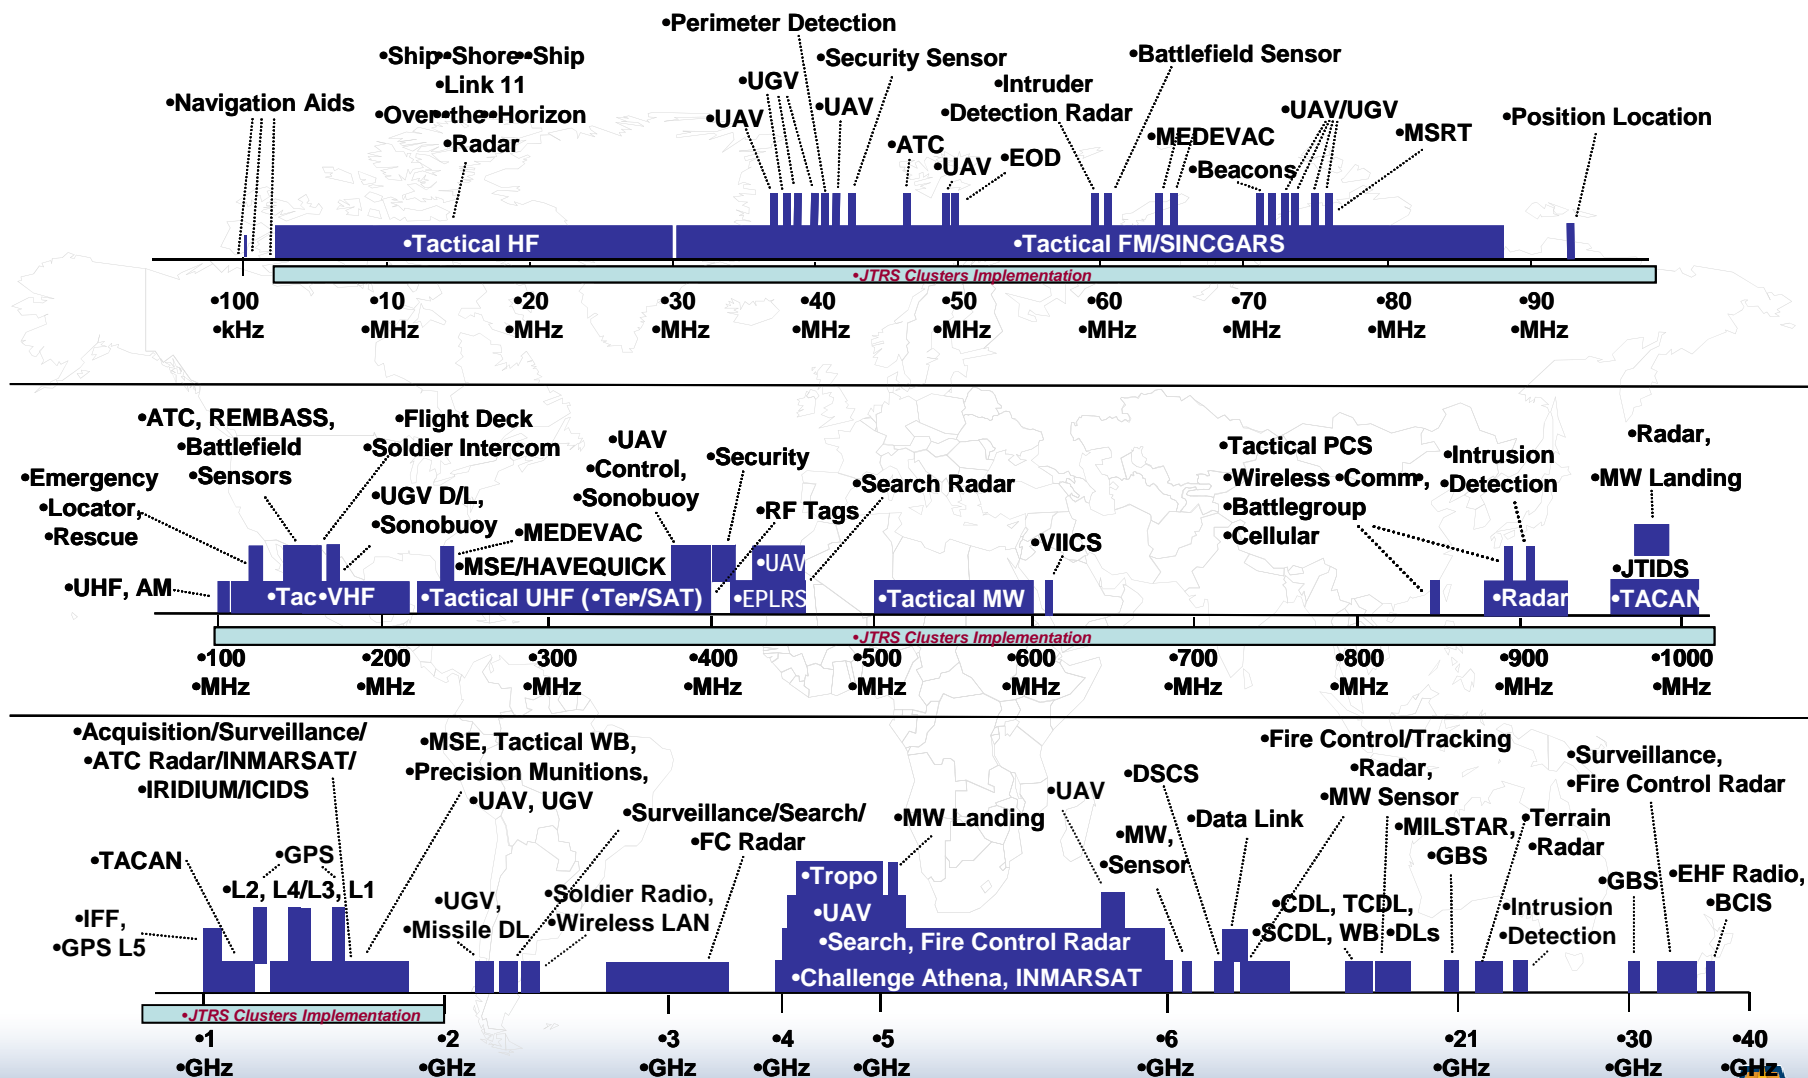 •Perimeter Detection
•Ship•-Shore•-Ship
•Link 11
•Over•-the•-Horizon
•Radar
•Security Sensor
•Battlefield Sensor
•Navigation Aids
•UGV
•UAV
•UAV
•Intruder
•Detection Radar
•ATC
•UAV
•EOD
•MEDEVAC
•Beacons
•UAV/UGV
•MSRT
•Position Location
•Tactical HF
•Tactical FM/SINCGARS
•JTRS Clusters Implementation
•100
•kHz
•10
•MHz
•20
•MHz
•30
•MHz
•40
•MHz
•50
•MHz
•60
•MHz
•70
•MHz
•80
•MHz
•90
•MHz
•ATC, REMBASS,
•Battlefield
•Sensors
•Flight Deck
•Soldier Intercom
•Emergency
•Locator,
•Rescue
•UGV D/L,
•Sonobuoy
•UAV
•Control,
•Sonobuoy
•Security
•RF Tags
•Search Radar
•MEDEVAC
•MSE/HAVEQUICK
•UHF, AM
•Tac•VHF
•Tactical UHF (•Ter•/SAT)
•UAV
•EPLRS
•Tactical MW
•VIICS
•Tactical PCS
•Wireless •Comm•,
•Battlegroup
•Cellular
•Intrusion
•Detection
•Radar,
•MW Landing
•Radar
•JTIDS
•TACAN
•JTRS Clusters Implementation
•100
•MHz
•200
•MHz
•300
•MHz
•400
•MHz
•500
•MHz
•600
•MHz
•700
•MHz
•800
•MHz
•900
•MHz
•1000
•MHz
•Acquisition/Surveillance/
•ATC Radar/INMARSAT/
•IRIDIUM/ICIDS
•MSE, Tactical WB,
•Precision Munitions,
•UAV, UGV
•TACAN
•GPS
•L2, L4/L3, L1
•IFF,
•GPS L5
•UGV,
•Missile DL
•Surveillance/Search/
•FC Radar
•Soldier Radio,
•Wireless LAN
•MW Landing
•Tropo
•UAV
•Search, Fire Control Radar
•Challenge Athena, INMARSAT
•UAV
•DSCS
•MW,
•Sensor
•Data Link
•Fire Control/Tracking
•Radar,
•MW Sensor
•CDL, TCDL,
•SCDL, WB •DLs
•MILSTAR,
•GBS
•Terrain
•Radar
•Intrusion
•Detection
•Surveillance,
•Fire Control Radar
•GBS
•EHF Radio,
•BCIS
•JTRS Clusters Implementation
•1
•GHz
•2
•GHz
•3
•GHz
•4
•GHz
•5
•GHz
•6
•GHz
•21
•GHz
•30
•GHz
•40
•GHz